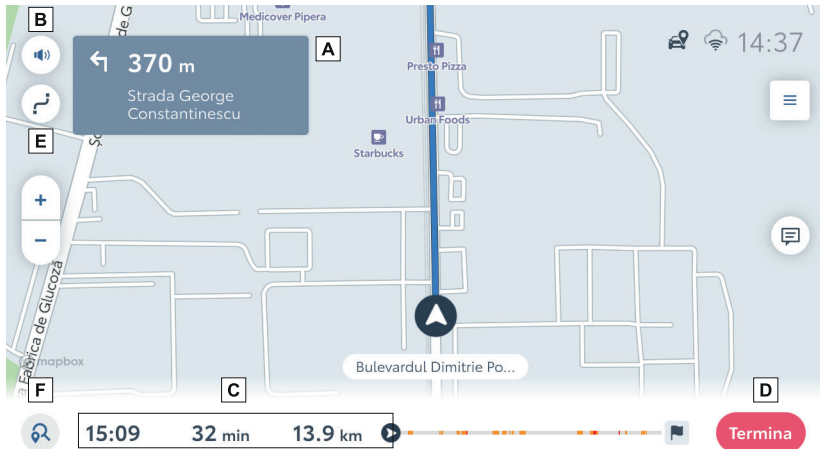 B
Medicover Pipera
A
370 m
Strada George
Constantinescu
14:37
Presto Pizza
Urban Foods
Starbucks
E
+
−
a Fabrica de Glucoză
mapbox
Bulevardul Dimitrie Po...
F
C
D
15:09
32 min
13.9 km
Termina